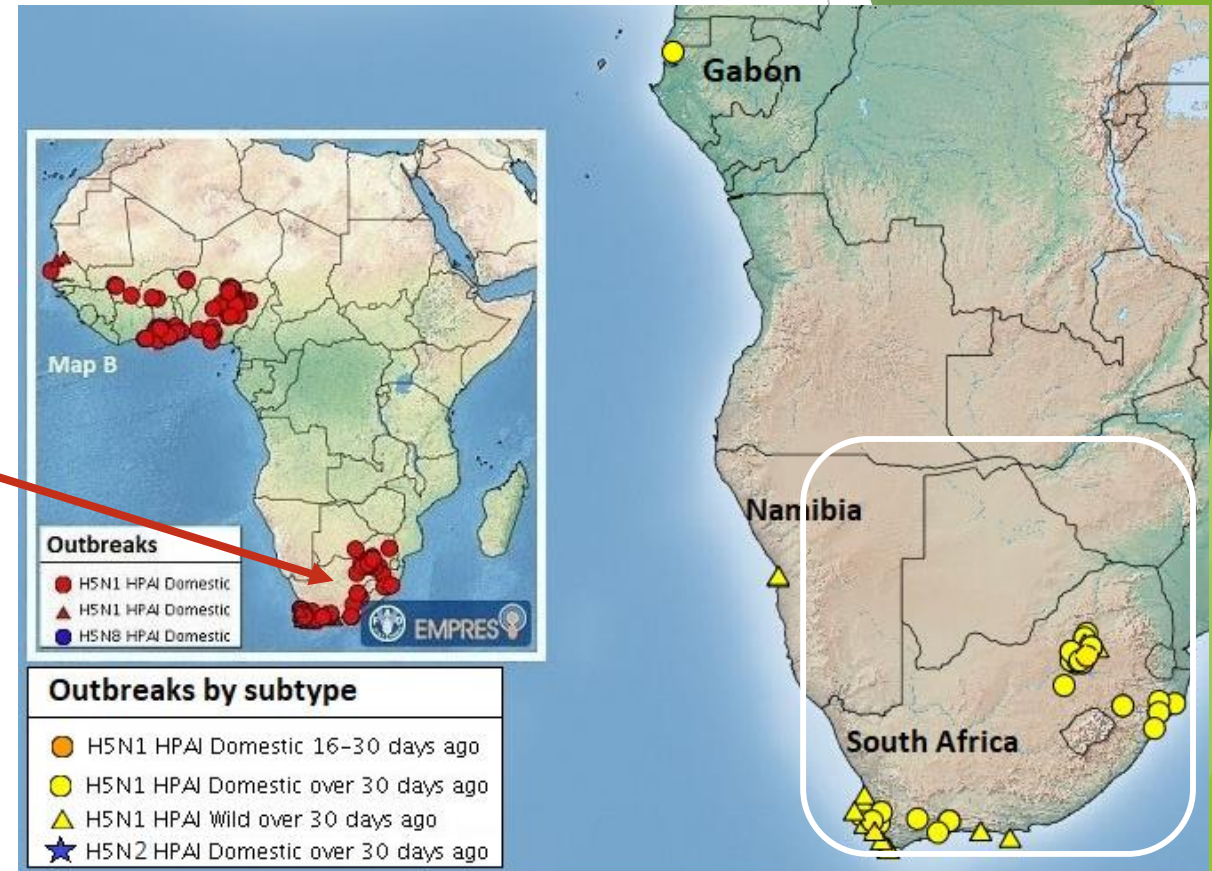 Gabon
Map B
Outbreaks
H5N1 HPAI Domestic
H5N1 HPAI Domestic
H5N8 HPAI Domestic
EMPRES
Namibia
South Africa
Outbreaks by subtype
H5N1 HPAI Domestic 16-30 days ago
H5N1 HPAI Domestic over 30 days ago
H5N1 HPAI Wild over 30 days ago
H5N2 HPAI Domestic over 30 days ago